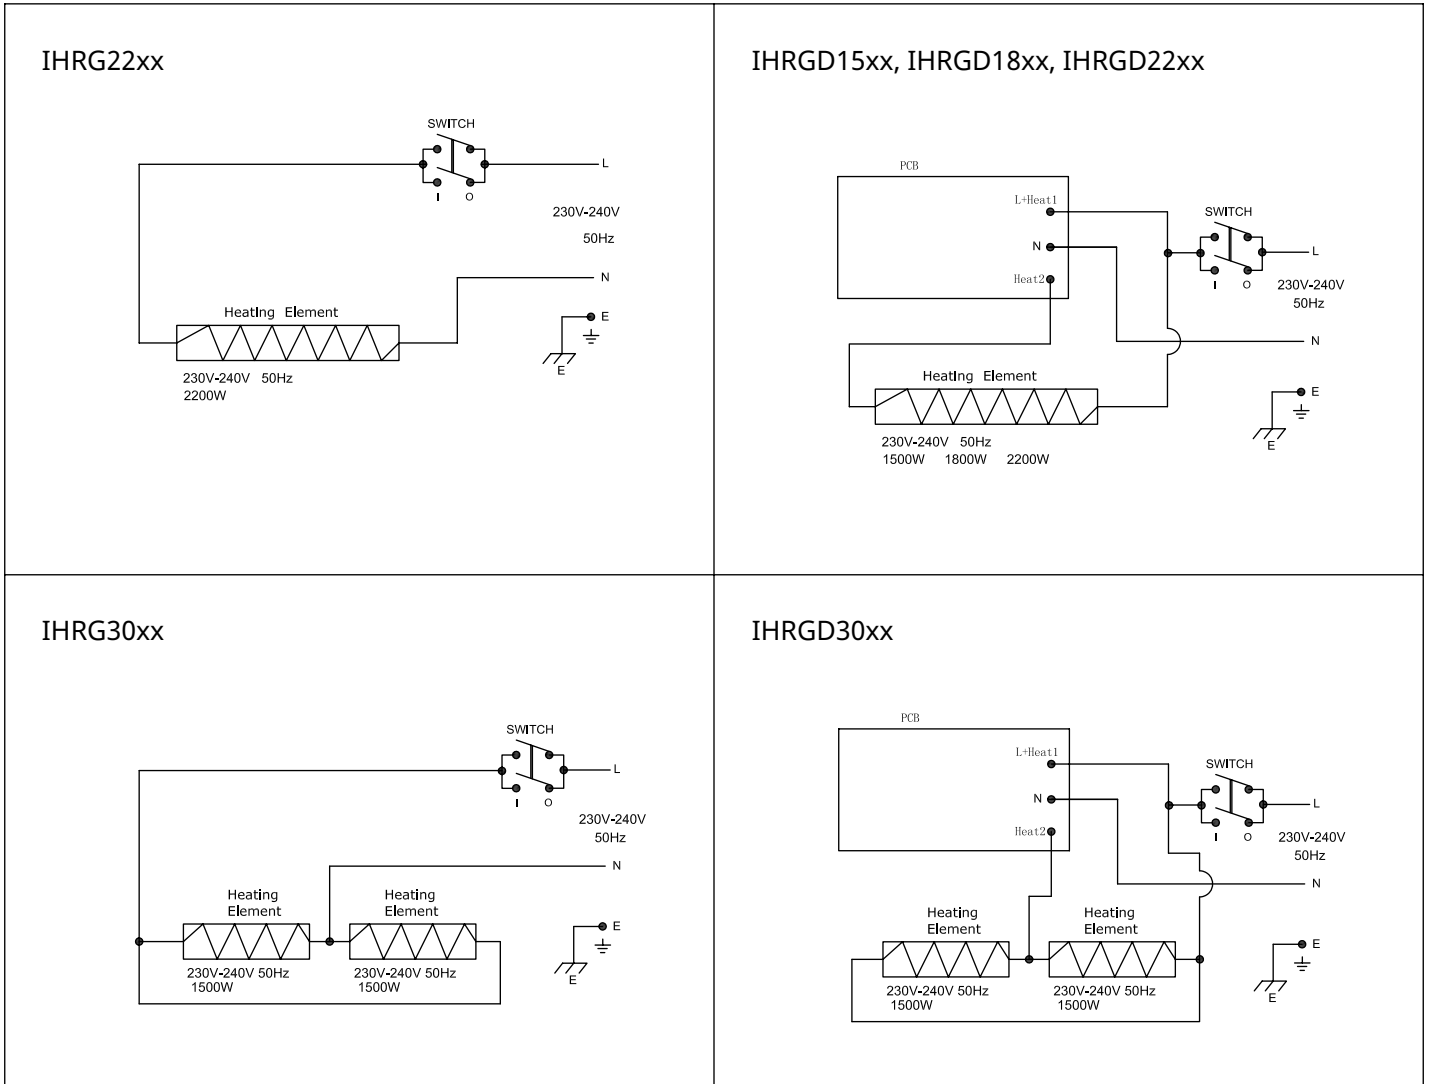 IHRG22xx
SWITCH
L
I O
230V-240V
50Hz
N
Heating Element
E
E
230V-240V 50Hz
2200W
IHRGD15xx, IHRGD18xx, IHRGD22xx
PCB
L+Heat1
SWITCH
N
L
Heat2
I O
230V-240V
50Hz
N
Heating Element
E
E
230V-240V 50Hz
1500W 1800W 2200W
IHRG30xx
SWITCH
L
I O
230V-240V
50Hz
N
Heating
Element
Heating
Element
E
E
230V-240V 50Hz
1500W
230V-240V 50Hz
1500W
IHRGD30xx
PCB
L+Heat1
SWITCH
N
L
Heat2
I O
230V-240V
50Hz
N
Heating
Element
Heating
Element
E
E
230V-240V 50Hz
1500W
230V-240V 50Hz
1500W